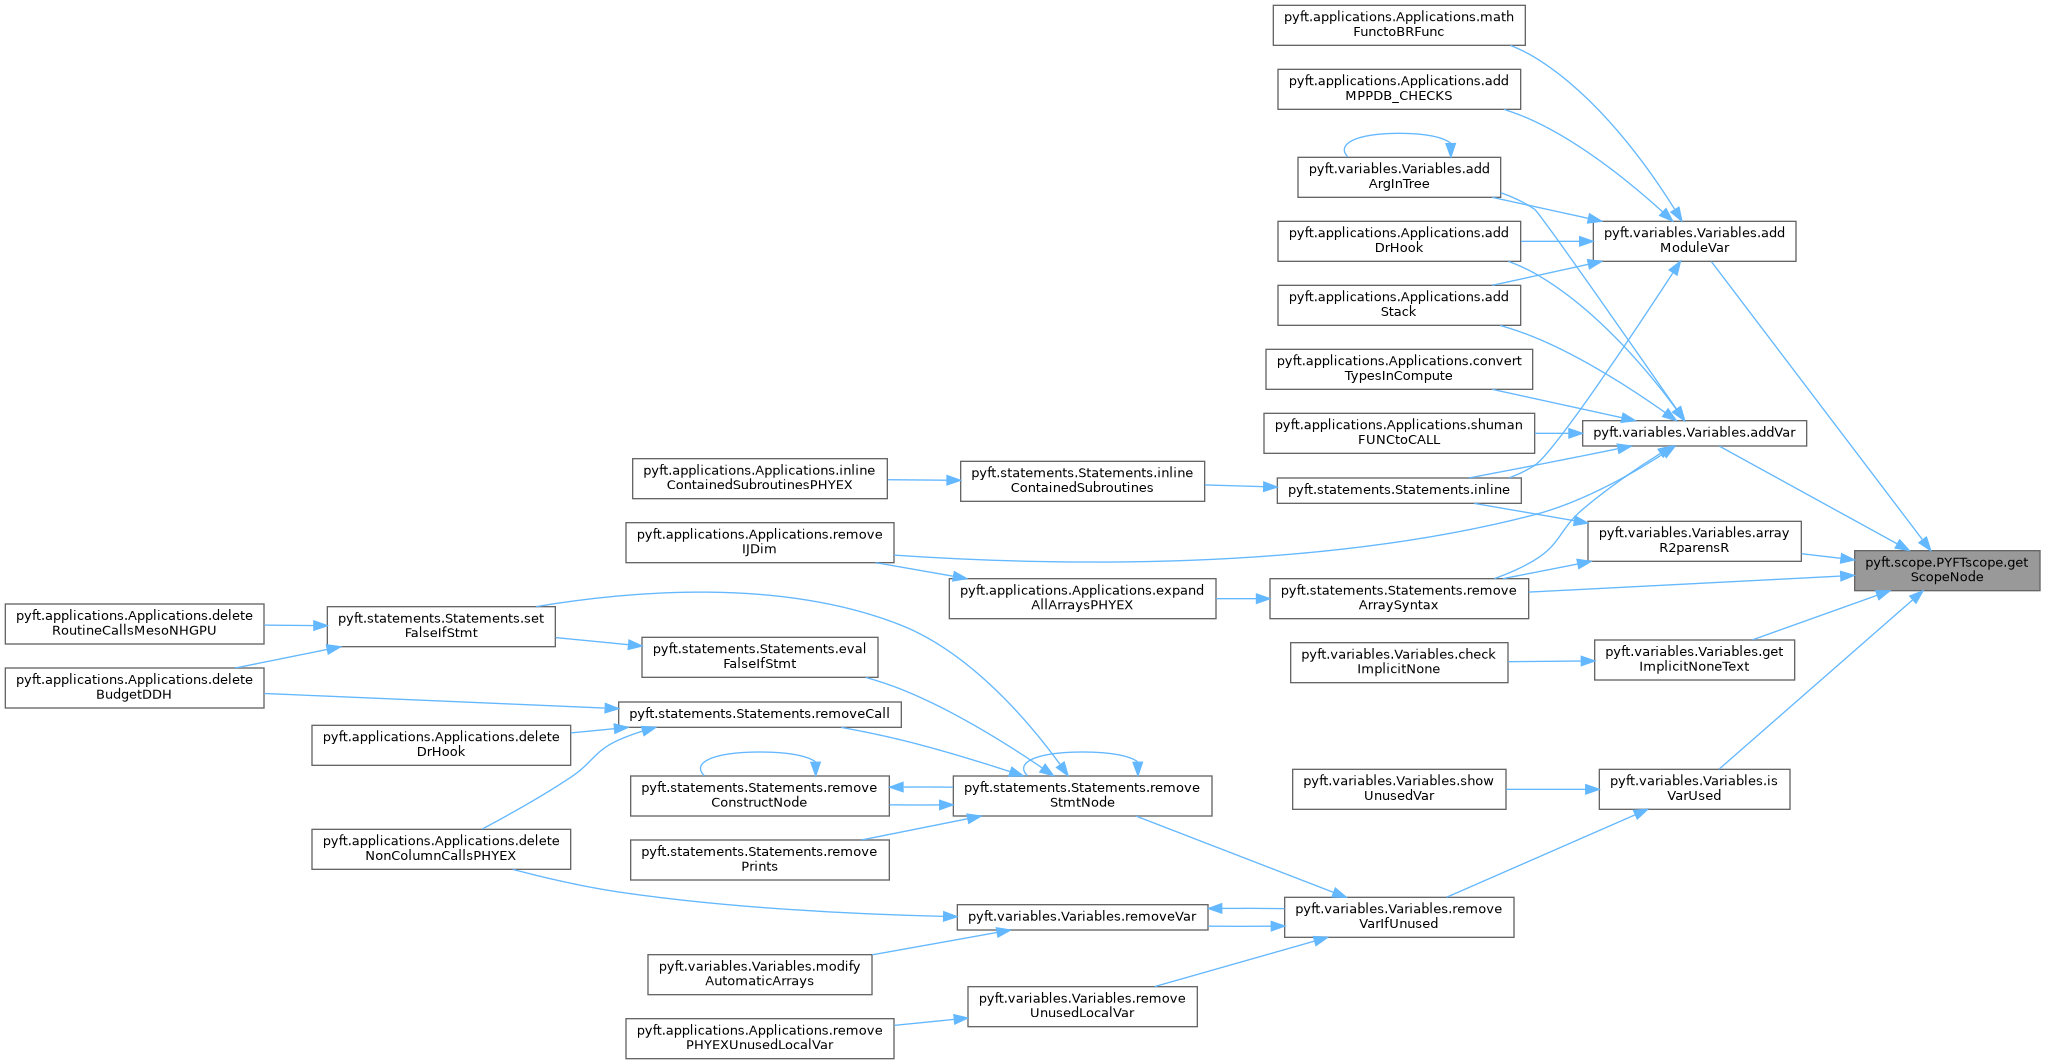 pyft.applications.Applications.math
FunctoBRFunc
pyft.applications.Applications.add
MPPDB_CHECKS
pyft.variables.Variables.add
ArgInTree
pyft.applications.Applications.add
DrHook
pyft.variables.Variables.add
ModuleVar
pyft.applications.Applications.add
Stack
pyft.applications.Applications.convert
TypesInCompute
pyft.applications.Applications.shuman
FUNCtoCALL
pyft.variables.Variables.addVar
pyft.applications.Applications.inline
ContainedSubroutinesPHYEX
pyft.statements.Statements.inline
ContainedSubroutines
pyft.statements.Statements.inline
pyft.applications.Applications.remove
IJDim
pyft.variables.Variables.array
R2parensR
pyft.scope.PYFTscope.get
ScopeNode
pyft.applications.Applications.expand
AllArraysPHYEX
pyft.statements.Statements.remove
ArraySyntax
pyft.applications.Applications.delete
RoutineCallsMesoNHGPU
pyft.statements.Statements.set
FalseIfStmt
pyft.statements.Statements.eval
FalseIfStmt
pyft.variables.Variables.check
ImplicitNone
pyft.variables.Variables.get
ImplicitNoneText
pyft.applications.Applications.delete
BudgetDDH
pyft.statements.Statements.removeCall
pyft.applications.Applications.delete
DrHook
pyft.statements.Statements.remove
ConstructNode
pyft.statements.Statements.remove
StmtNode
pyft.variables.Variables.show
UnusedVar
pyft.variables.Variables.is
VarUsed
pyft.applications.Applications.delete
NonColumnCallsPHYEX
pyft.statements.Statements.remove
Prints
pyft.variables.Variables.removeVar
pyft.variables.Variables.remove
VarIfUnused
pyft.variables.Variables.modify
AutomaticArrays
pyft.variables.Variables.remove
UnusedLocalVar
pyft.applications.Applications.remove
PHYEXUnusedLocalVar